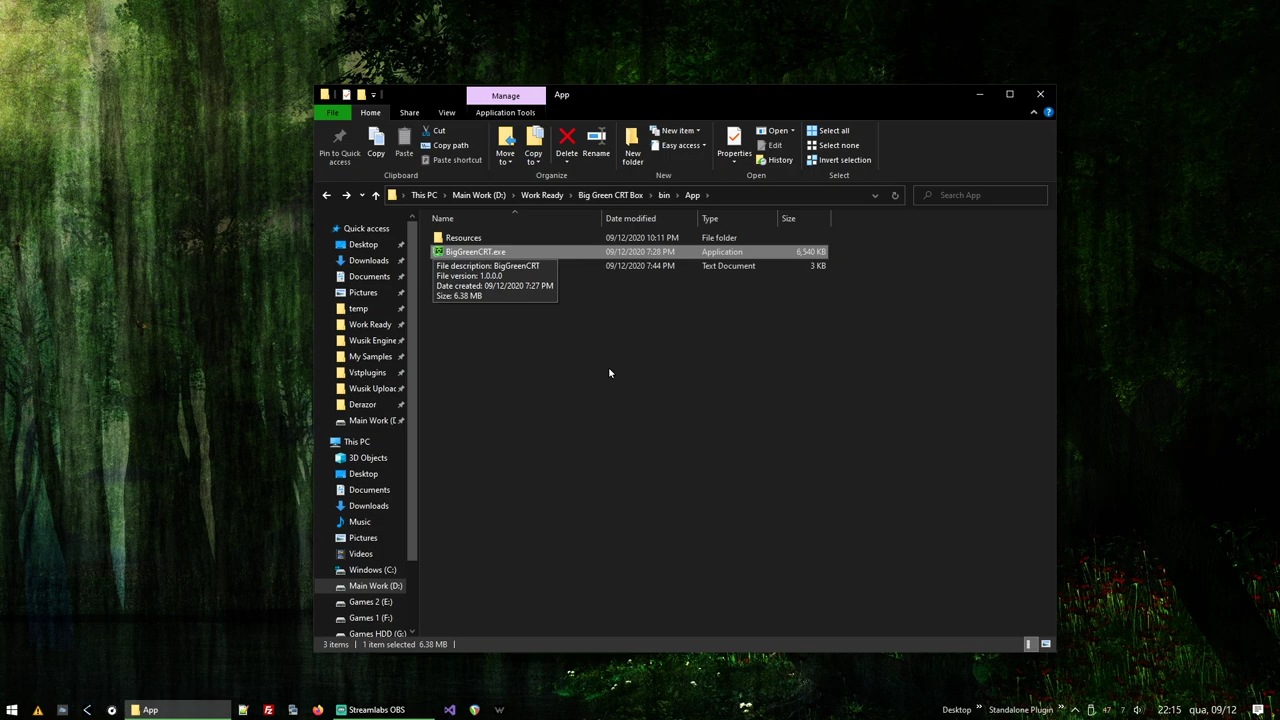 Manage
App
File
Home
Share
View
Application Tools
Pin to Quick access
Copy
Paste
Cut
Copy path
Paste shortcut
Clipboard
Move to
Copy to
Delete
Rename
Organize
New folder
New item
Easy access
New
Properties
Open
Edit
History
Open
Select all
Select none
Invert selection
Select
This PC > Main Work (D:) > Work Ready > Big Green CRT Box > bin > App >
Search App
Name
Date modified
Type
Size
Resources 09/12/2020 10:11 PM File folder
BigGreenCRT.exe 09/12/2020 7:28 PM Application 6,540 KB
09/12/2020 7:44 PM Text Document 3 KB
File description: BigGreenCRT
File version: 1.0.0.0
Date created: 09/12/2020 7:27 PM
Size: 6.38 MB
Quick access
Desktop
Downloads
Documents
Pictures
temp
Work Ready
Wusik Engine
My Samples
Vstplugins
Wusik Uploac
Derazor
Main Work (D
This PC
3D Objects
Desktop
Documents
Downloads
Music
Pictures
Videos
Windows (C:)
Main Work (D:)
Games 2 (E:)
Games 1 (F:)
Games HDD (G:)
3 items
1 item selected 6.38 MB
App
Streamlabs OBS
Desktop
Standalone Plugin
47
7
22:15
qua, 09/12